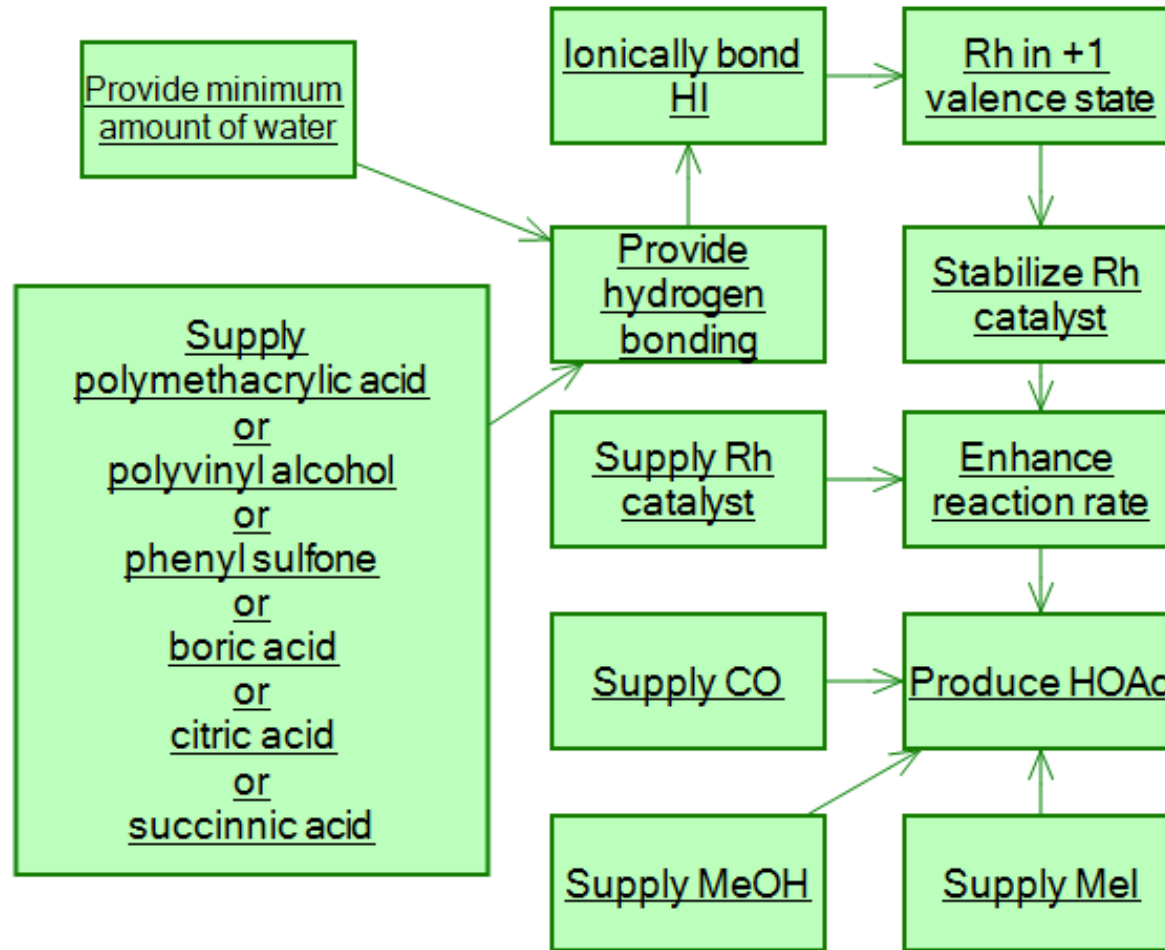 Provide minimum
amount of water
Ionically bond
HI
Rh in +1
valence state
Provide
hydrogen
bonding
Stabilize Rh
catalyst
Supply
polymethacrylic acid
or
polyvinyl alcohol
or
phenyl sulfone
or
boric acid
or
citric acid
or
succinnic acid
Supply Rh
catalyst
Enhance
reaction rate
Supply CO
Produce HOAc
Supply MeOH
Supply MeI